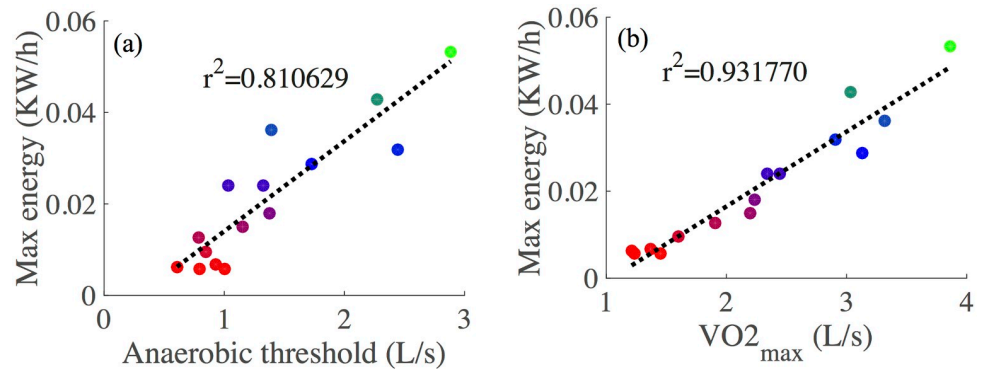 (a)
r²=0.810629
Max energy (KW/h)
0.06
0.04
0.02
0
0 1 2 3
Anaerobic threshold (L/s)
(b)
r²=0.931770
Max energy (KW/h)
0.06
0.04
0.02
0
1 2 3 4
VO2max (L/s)